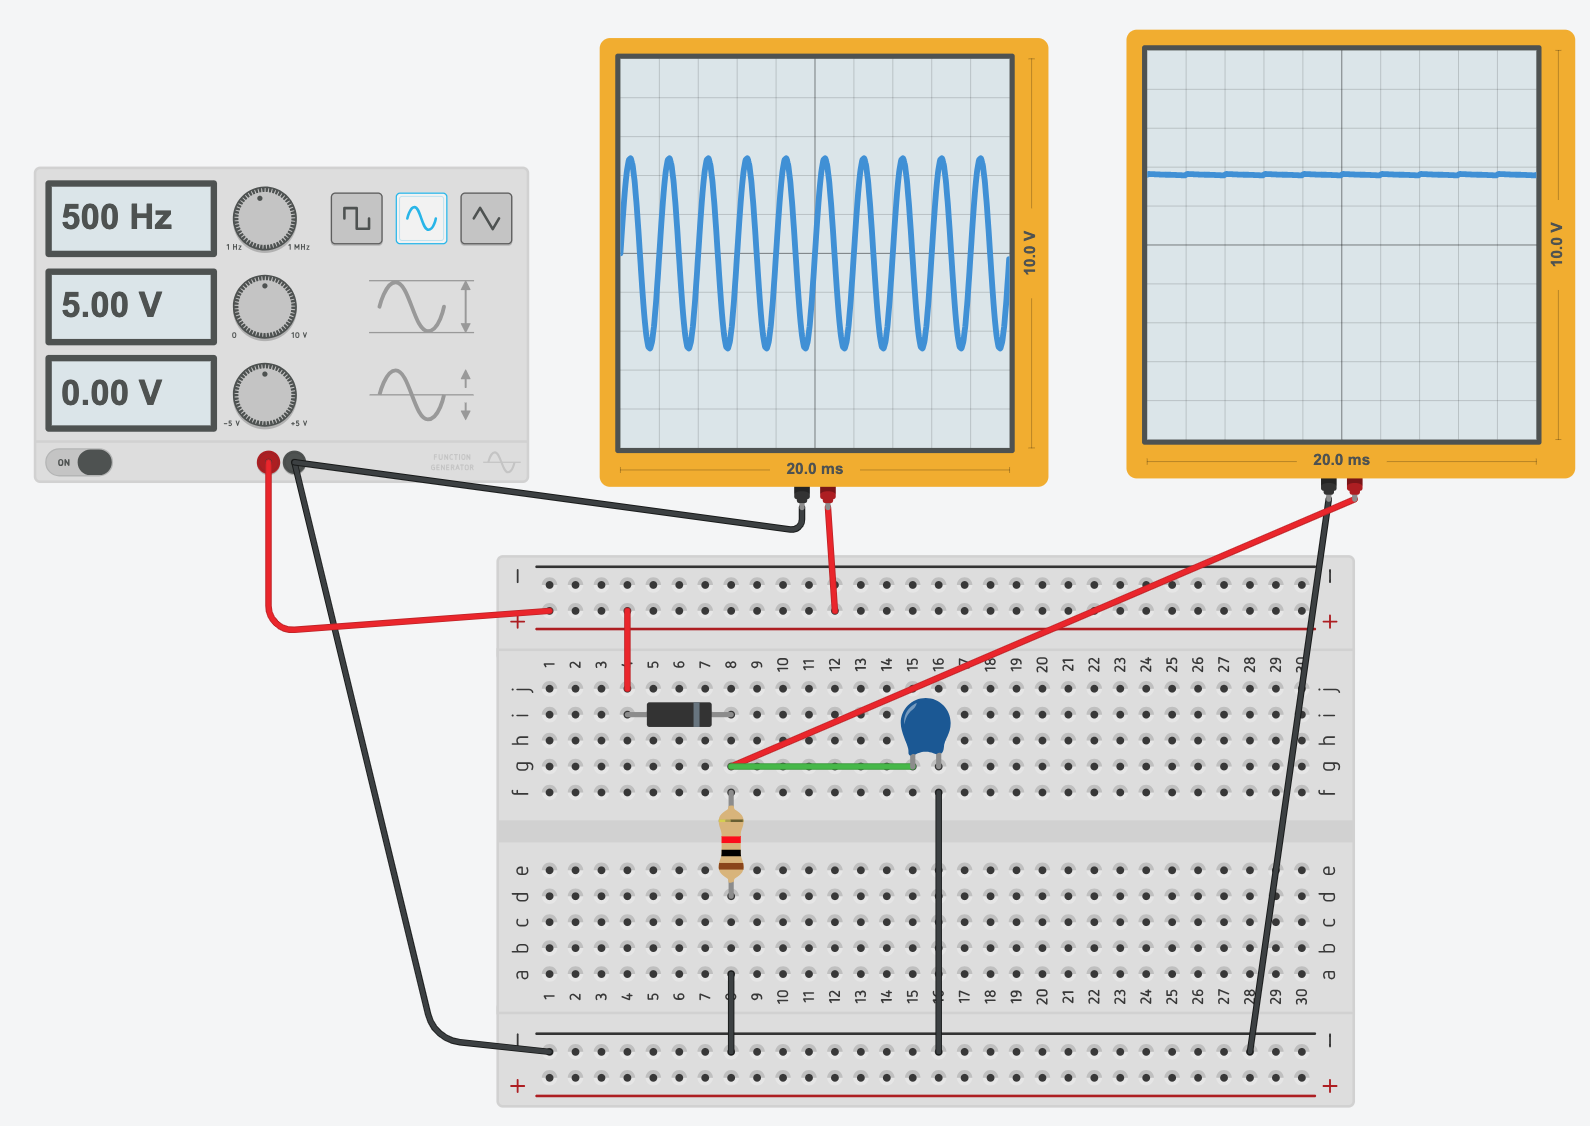 500 Hz
1 Hz
1 MHz
5.00 V
0
10 V
0.00 V
-5 V
+5 V
ON
FUNCTION
GENERATOR
10.0 V
20.0 ms
10.0 V
20.0 ms
− −
+ +
1 2 3 4 5 6 7 8 9 10 11 12 13 14 15 16 17 18 19 20 21 22 23 24 25 26 27 28 29 30
j j
i i
h h
g g
f f
e e
d d
c c
b b
a a
1 2 3 4 5 6 7 8 9 10 11 12 13 14 15 16 17 18 19 20 21 22 23 24 25 26 27 28 29 30
− −
+ +